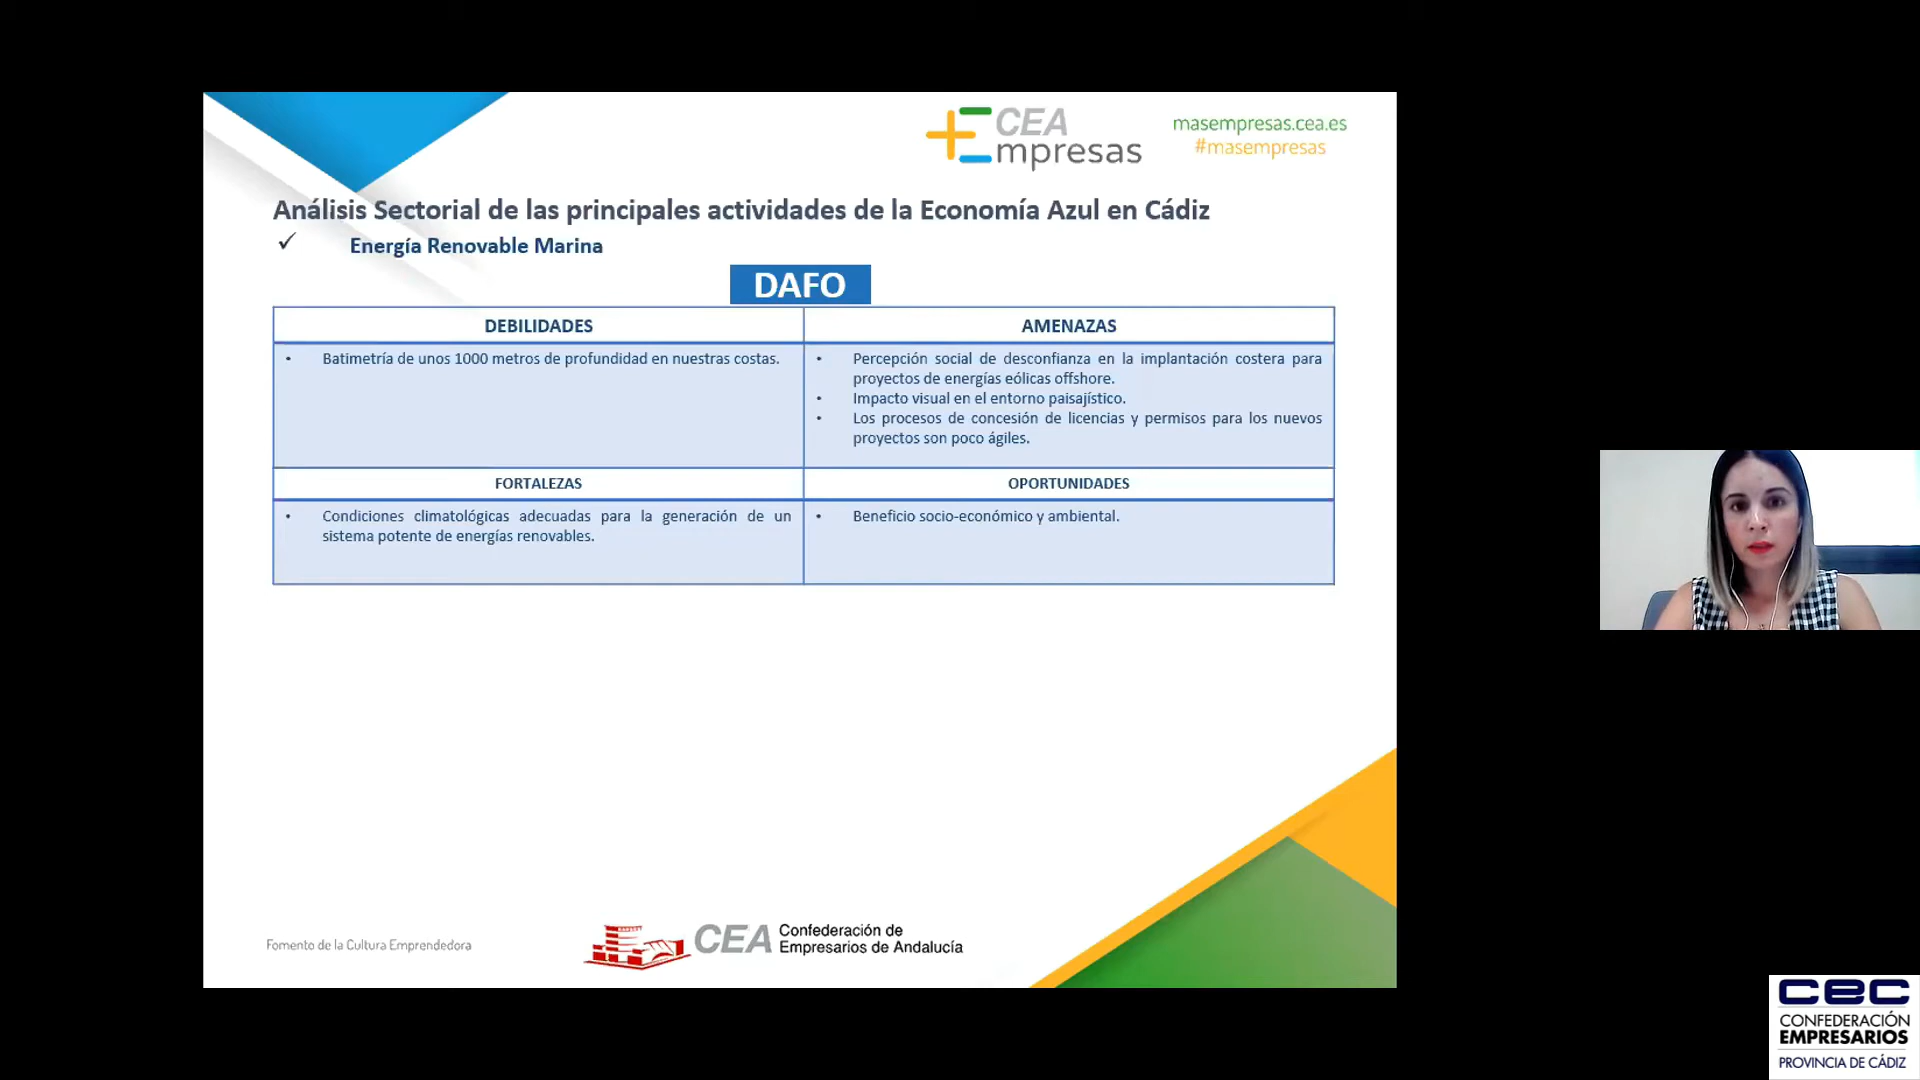 CEA
Empresas
masempresas.cea.es
#masempresas
Análisis Sectorial de las principales actividades de la Economía Azul en Cádiz
✓ Energía Renovable Marina
DAFO
DEBILIDADES
• Batimetría de unos 1000 metros de profundidad en nuestras costas.
AMENAZAS
• Percepción social de desconfianza en la implantación costera para
proyectos de energías eólicas offshore.
• Impacto visual en el entorno paisajístico.
• Los procesos de concesión de licencias y permisos para los nuevos
proyectos son poco ágiles.
FORTALEZAS
• Condiciones climatológicas adecuadas para la generación de un
sistema potente de energías renovables.
OPORTUNIDADES
• Beneficio socio-económico y ambiental.
Fomento de la Cultura Emprendedora
CEA
Confederación de
Empresarios de Andalucía
cec
CONFEDERACIÓN
EMPRESARIOS
PROVINCIA DE CÁDIZ